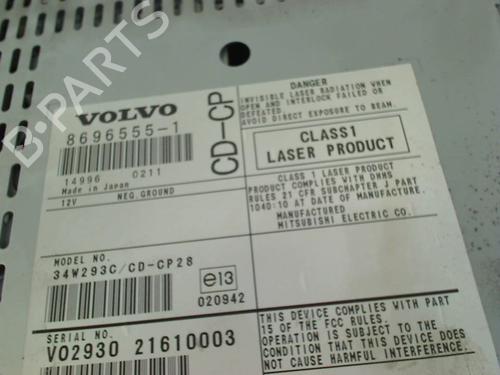 B-PARTS
VOLVO
8696555-1
14996 0211
Made in Japan
12V NEG.GROUND
CD-CP
DANGER
INVISIBLE LASER RADIATION WHEN
OPEN AND INTERLOCK FAILED OR
DEFEATED.
AVOID DIRECT EXPOSURE TO BEAM.
CLASS1
LASER PRODUCT
CLASS 1 LASER PRODUCT
PRODUCT COMPLIES WITH DHHS
RULES 21 CFR SUBCHAPTER J PART
1040:10 AT DATE OF MANUFACTURE.
MANUFACTURED
MITSUBISHI ELECTRIC CO.
MODEL NO.
34W293C/CD-CP28
e13
020942
SERIAL NO.
V02930 21610003
THIS DEVICE COMPLIES WITH PART
15 OF THE FCC RULES.
OPERATION IS SUBJECT TO THE
CONDITION THAT THIS DEVICE DOES
NOT CAUSE HARMFUL INTERFERENCE.